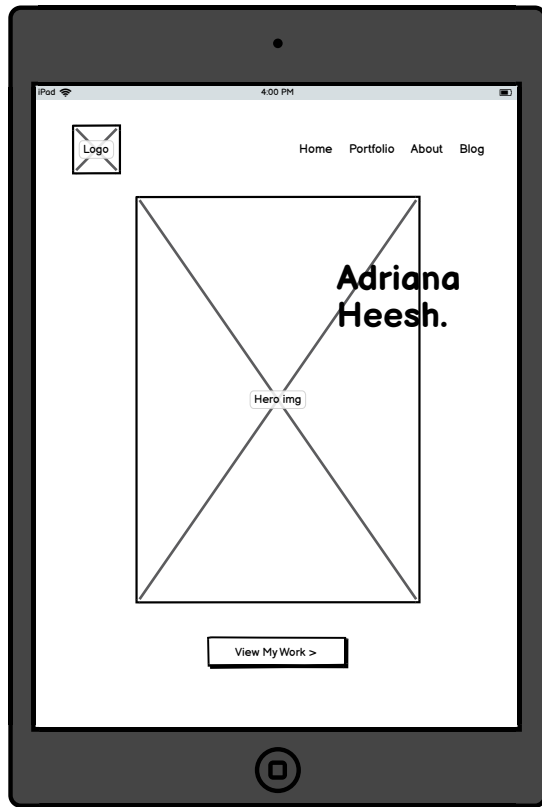 iPad 4:00 PM
Logo
Home Portfolio About Blog
Adriana
Heesh.
Hero img
View My Work >